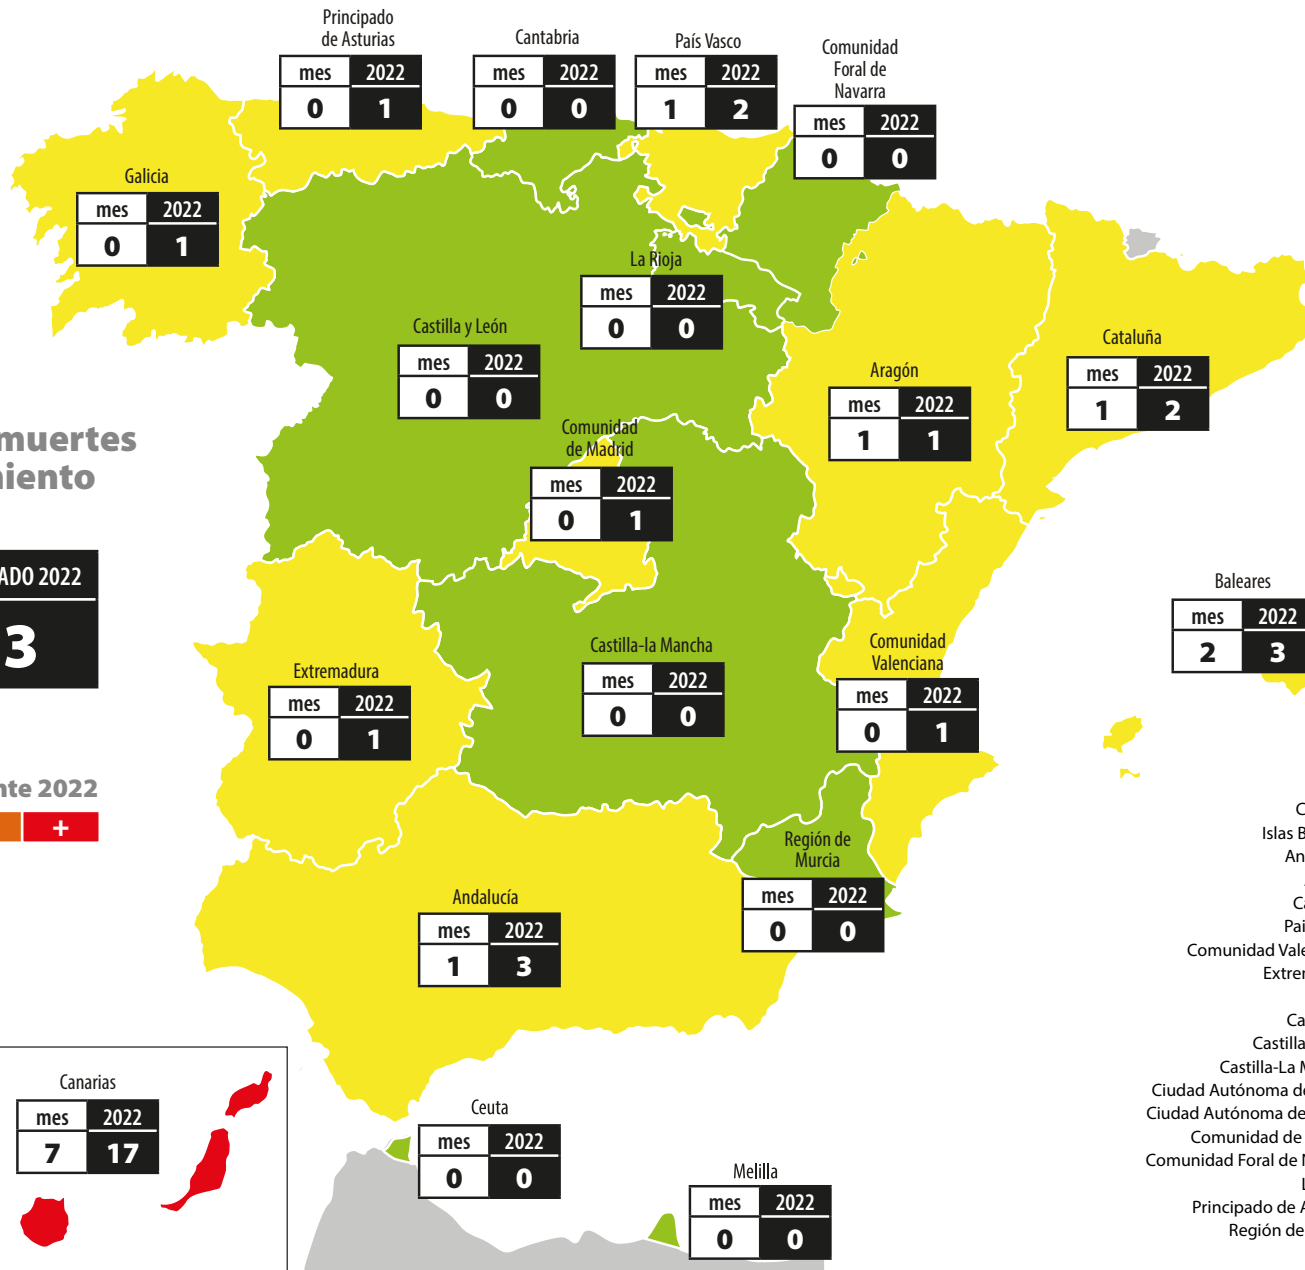 Principado
de Asturias
mes 2022
0 1
Cantabria
mes 2022
0 0
País Vasco
mes 2022
1 2
Comunidad
Foral de
Navarra
mes 2022
0 0
Galicia
mes 2022
0 1
La Rioja
mes 2022
0 0
Castilla y León
mes 2022
0 0
Cataluña
mes 2022
1 2
Aragón
mes 2022
1 1
muertes
Comunidad
de Madrid
mes 2022
0 1
ADO 2022
3
Baleares
mes 2022
2 3
Castilla-la Mancha
mes 2022
0 0
Comunidad
Valenciana
mes 2022
0 1
Extremadura
mes 2022
0 1
nte 2022
+
Región de
Murcia
mes 2022
0 0
Andalucía
mes 2022
1 3
C
Islas B
An
Ca
Pai
Comunidad Vale
Extrer
Ca
Castilla
Castilla-La M
Ciudad Autónoma de
Ciudad Autónoma de
Comunidad de
Comunidad Foral de N
L
Principado de A
Región de
Canarias
mes 2022
7 17
Ceuta
mes 2022
0 0
Melilla
mes 2022
0 0